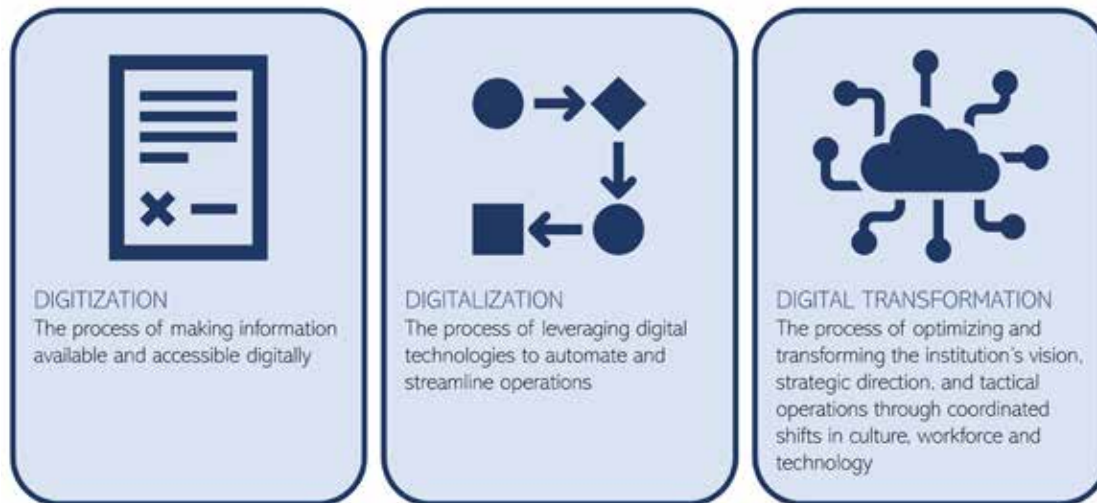 DIGITIZATION
The process of making information
available and accessible digitally
DIGITALIZATION
The process of leveraging digital
technologies to automate and
streamline operations
DIGITAL TRANSFORMATION
The process of optimizing and
transforming the institution's vision,
strategic direction, and tactical
operations through coordinated
shifts in culture, workforce and
technology